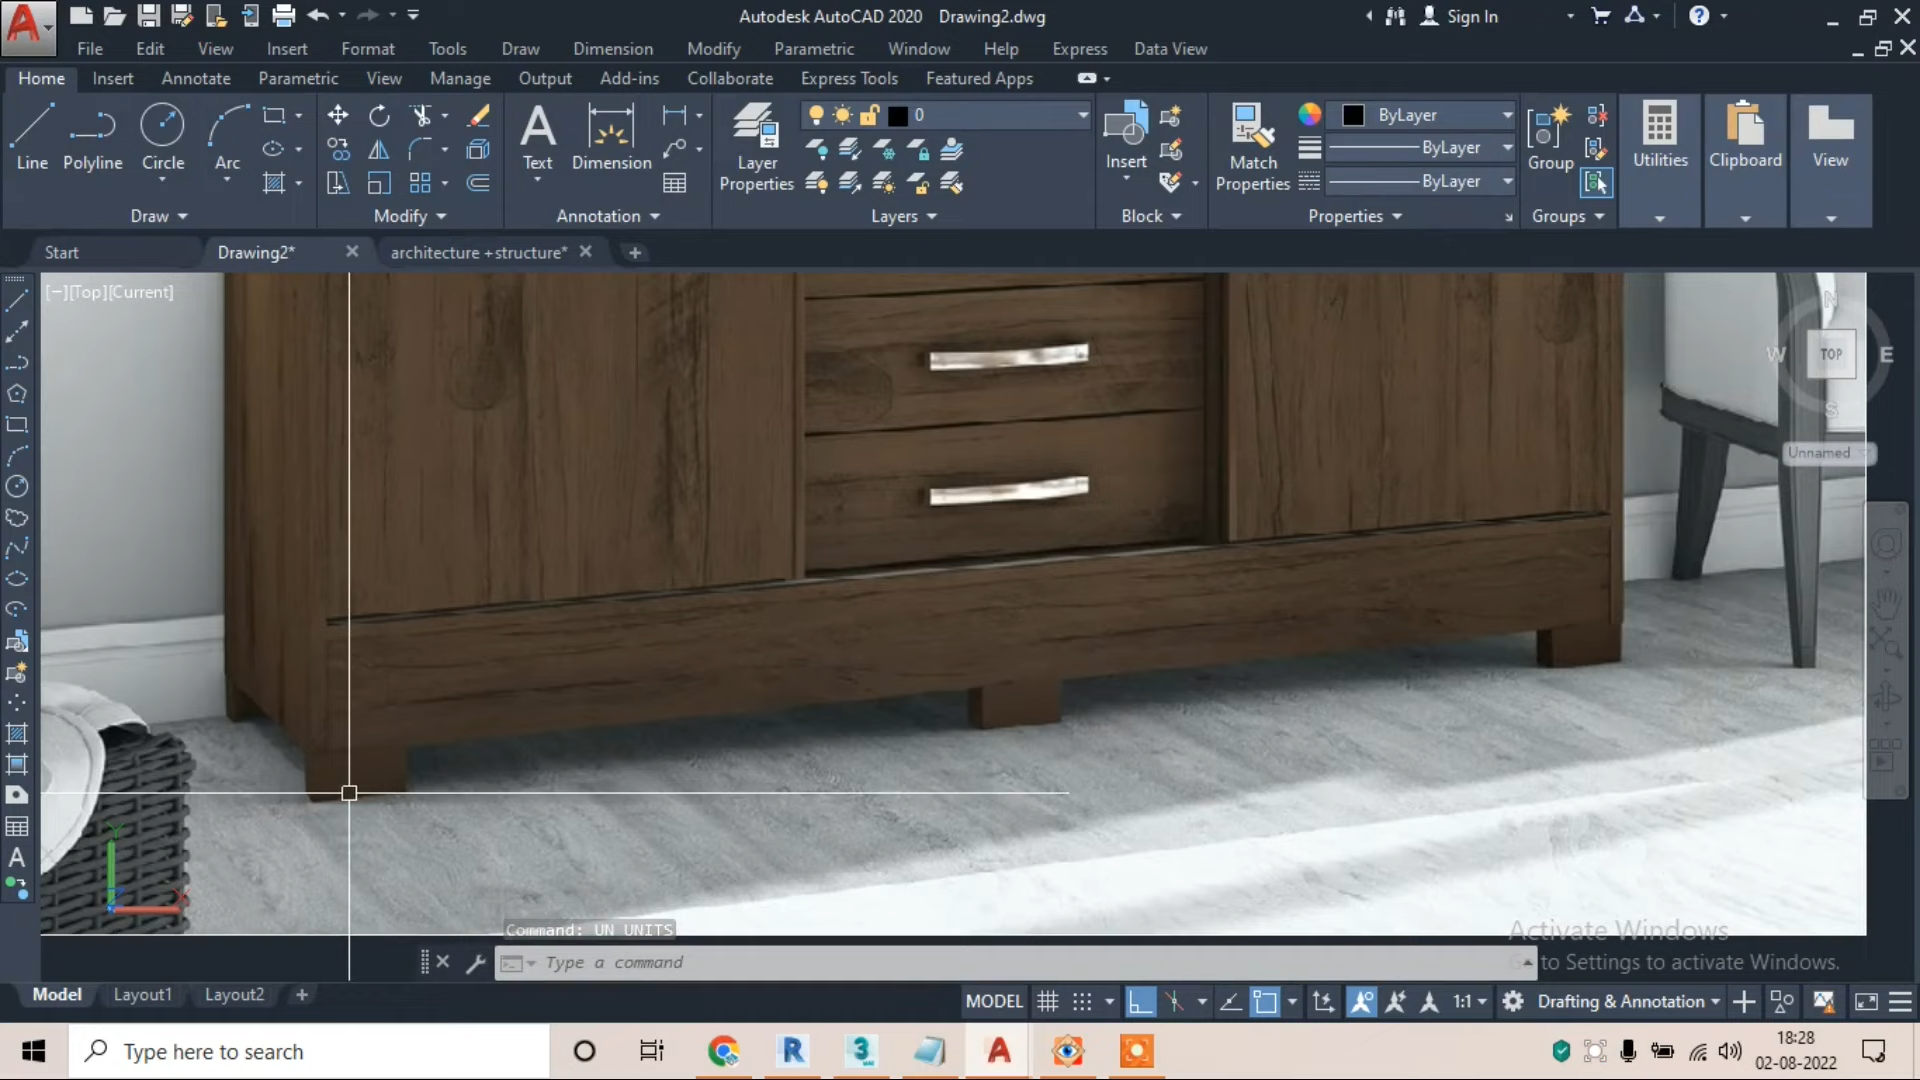 Autodesk AutoCAD 2020 Drawing2.dwg
Sign In
File Edit View Insert Format Tools Draw Dimension Modify Parametric Window Help Express Data View
Home Insert Annotate Parametric View Manage Output Add-ins Collaborate Express Tools Featured Apps
Line Polyline Circle Arc
Text Dimension
Layer Properties
0
Insert
Match Properties
ByLayer
ByLayer
ByLayer
Group
Utilities
Clipboard
View
Draw Modify Annotation Layers Block Properties Groups
Start Drawing2* architecture +structure*
[−][Top][Current]
N
W TOP E
S
Unnamed
Y
X
Command: UN UNITS
Type a command
Activate Windows
to Settings to activate Windows.
Model Layout1 Layout2
MODEL 1:1 Drafting & Annotation
Type here to search
18:28
02-08-2022